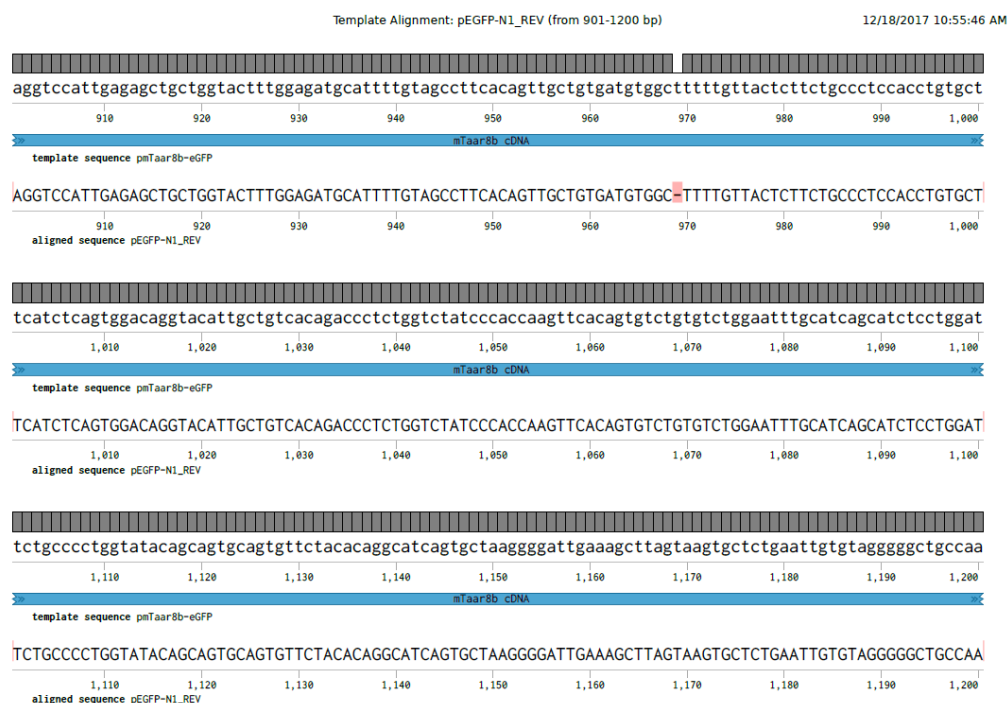 Template Alignment: pEGFP-N1_REV (from 901-1200 bp) 12/18/2017 10:55:46 AM
aggtccattgagagctgctggtactttggagatgcattttgtagccttcacagttgctgtgatgtggctttttgttactcttctgccctccacctgtgct
910 920 930 940 950 960 970 980 990 1,000
mTaar8b cDNA
template sequence pmTaar8b-eGFP
AGGTCCATTGAGAGCTGCTGGTACTTTGGAGATGCATTTTGTAGCCTTCACAGTTGCTGTGATGTGGC-TTTTGTTACTCTTCTGCCCTCCACCTGTGCT
910 920 930 940 950 960 970 980 990 1,000
aligned sequence pEGFP-N1_REV
tcatctcagtggacaggtacattgctgtcacagaccctctggtctatcccaccaagttcacagtgtctgtgtctggaatttgcatcagcatctcctggat
1,010 1,020 1,030 1,040 1,050 1,060 1,070 1,080 1,090 1,100
mTaar8b cDNA
template sequence pmTaar8b-eGFP
TCATCTCAGTGGACAGGTACATTGCTGTCACAGACCCTCTGGTCTATCCCACCAAGTTCACAGTGTCTGTGTCTGGAATTTGCATCAGCATCTCCTGGAT
1,010 1,020 1,030 1,040 1,050 1,060 1,070 1,080 1,090 1,100
aligned sequence pEGFP-N1_REV
tctgcccctggtatacagcagtgcagtgttctacacaggcatcagtgctaaggggattgaaagcttagtaagtgctctgaattgtgtagggggctgccaa
1,110 1,120 1,130 1,140 1,150 1,160 1,170 1,180 1,190 1,200
mTaar8b cDNA
template sequence pmTaar8b-eGFP
TCTGCCCCTGGTATACAGCAGTGCAGTGTTCTACACAGGCATCAGTGCTAAGGGGATTGAAAGCTTAGTAAGTGCTCTGAATTGTGTAGGGGGCTGCCAA
1,110 1,120 1,130 1,140 1,150 1,160 1,170 1,180 1,190 1,200
aligned sequence pEGFP-N1_REV